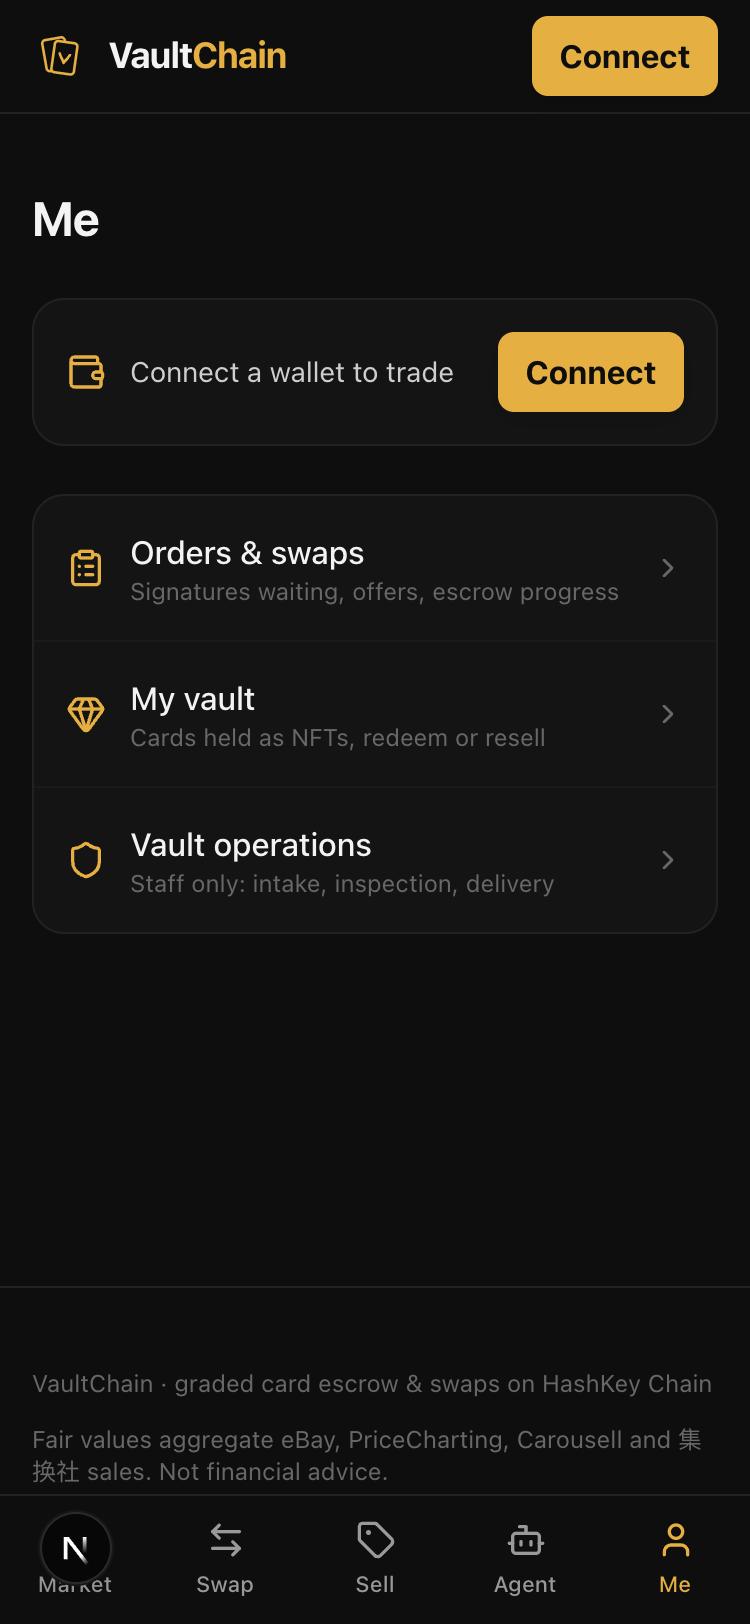 VaultChain
Connect
Me
Connect a wallet to trade
Connect
Orders & swaps
Signatures waiting, offers, escrow progress
My vault
Cards held as NFTs, redeem or resell
Vault operations
Staff only: intake, inspection, delivery
VaultChain · graded card escrow & swaps on HashKey Chain
Fair values aggregate eBay, PriceCharting, Carousell and 集
换社 sales. Not financial advice.
N
Market
Swap
Sell
Agent
Me